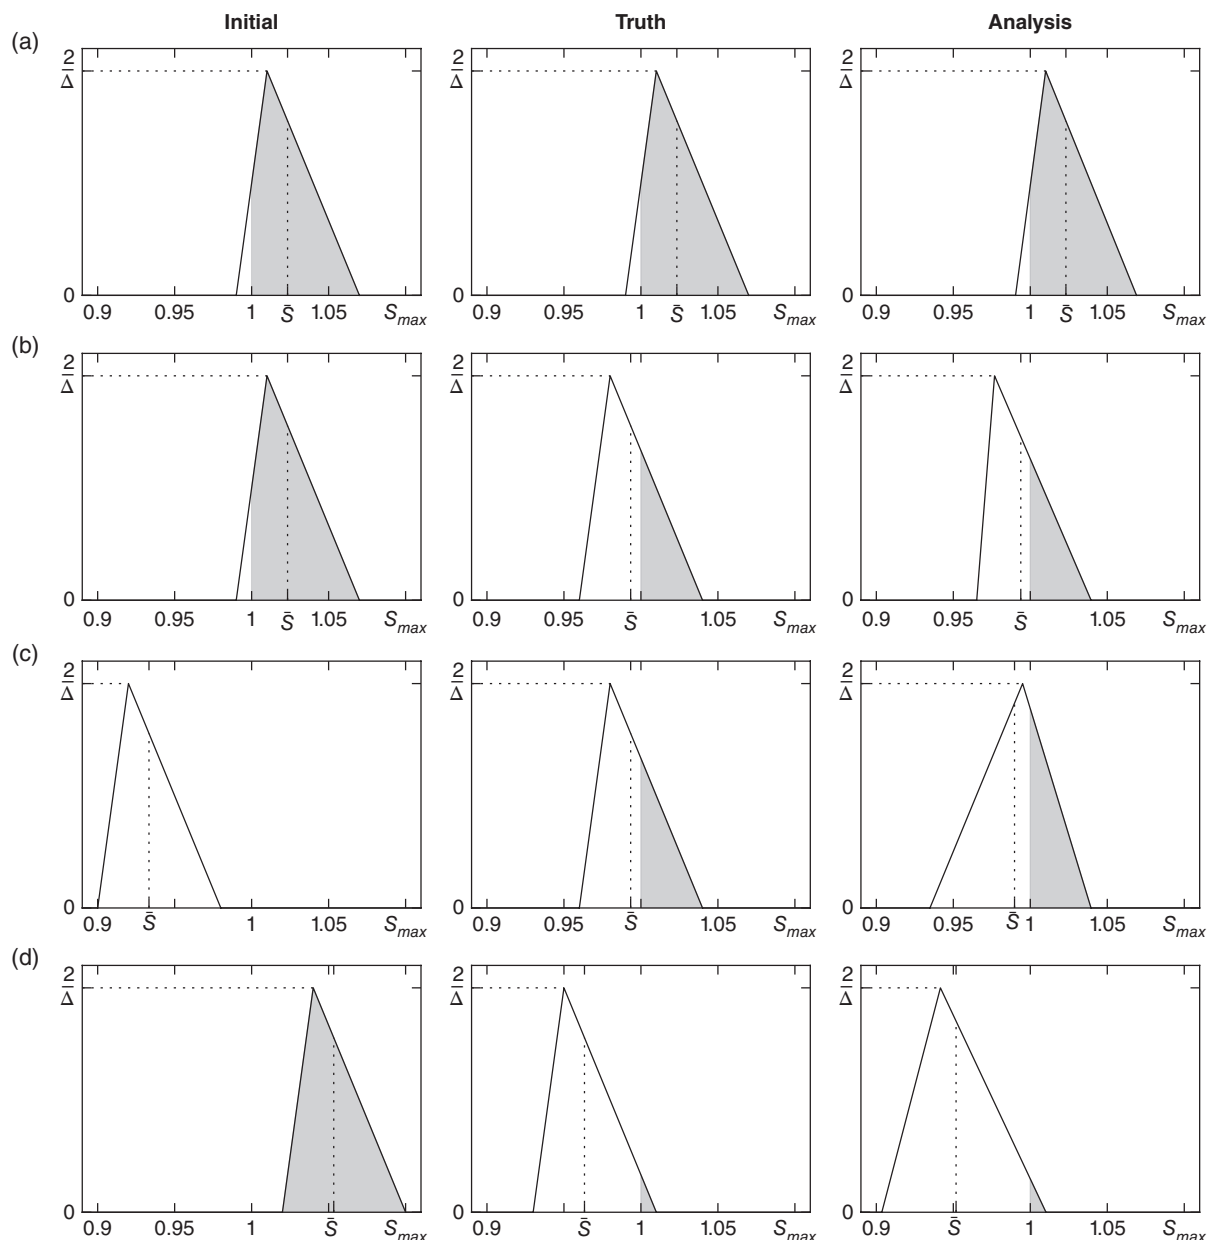 Initial Truth Analysis
(a)
2 2 2
Δ Δ Δ
0 0 0
0.9 0.95 1 S̄ 1.05 S_max 0.9 0.95 1 S̄ 1.05 S_max 0.9 0.95 1 S̄ 1.05 S_max
(b)
2 2 2
Δ Δ Δ
0 0 0
0.9 0.95 1 S̄ 1.05 S_max 0.9 0.95 S̄ 1 1.05 S_max 0.9 0.95 S̄ 1 1.05 S_max
(c)
2 2 2
Δ Δ Δ
0 0 0
0.9 S̄ 1 1.05 S_max 0.9 0.95 S̄ 1 1.05 S_max 0.9 0.95 S̄ 1 1.05 S_max
(d)
2 2 2
Δ Δ Δ
0 0 0
0.9 0.95 1 S̄ S_max 0.9 S̄ 1 1.05 S_max 0.9 S̄ 1 1.05 S_max